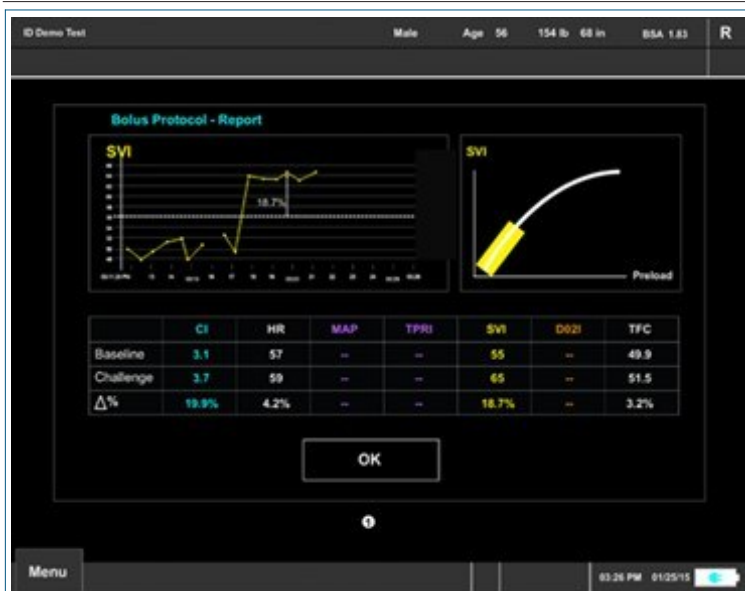 ID Demo Test Male Age 56 154 lb 68 in BSA 1.83 R
Bolus Protocol - Report
SVI
18.7%
SVI
Preload
CI HR MAP TPRI SVI DO2I TFC
Baseline 3.1 57 -- -- 55 -- 49.9
Challenge 3.7 59 -- -- 65 -- 51.5
Δ% 19.9% 4.2% -- -- 18.7% -- 3.2%
OK
❶
Menu 03:26 PM 01/25/15